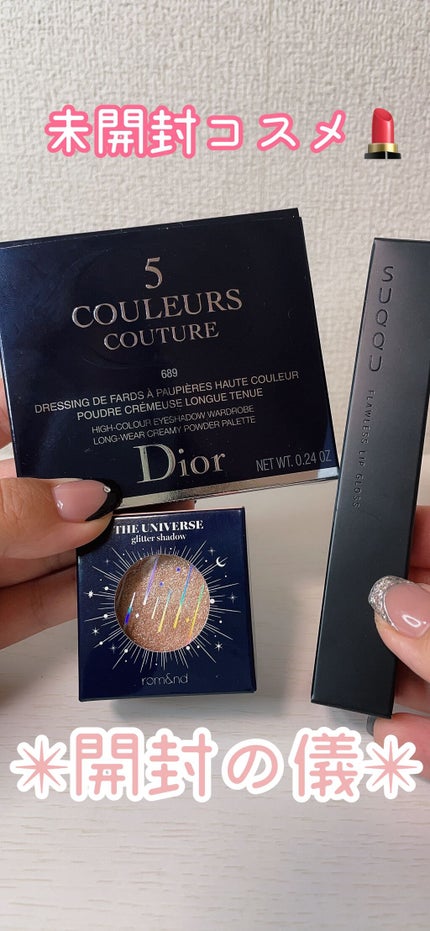 未開封コスメ💄
5
COULEURS
COUTURE
689
DRESSING DE FARDS À PAUPIÈRES HAUTE COULEUR
POUDRE CRÉMEUSE LONGUE TENUE
HIGH-COLOUR EYESHADOW WARDROBE
LONG-WEAR CREAMY POWDER PALETTE
Dior
NET WT. 0.24 OZ
SUQQU
FLAWLESS LIP GLOSS
THE UNIVERSE
glitter shadow
rom&nd
✳開封の儀✳